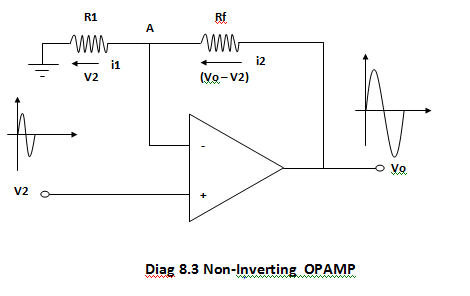 R1 Rf
A
i1 i2
V2 (Vo – V2)
-
Vo
V2
+
Diag 8.3 Non-Inverting OPAMP